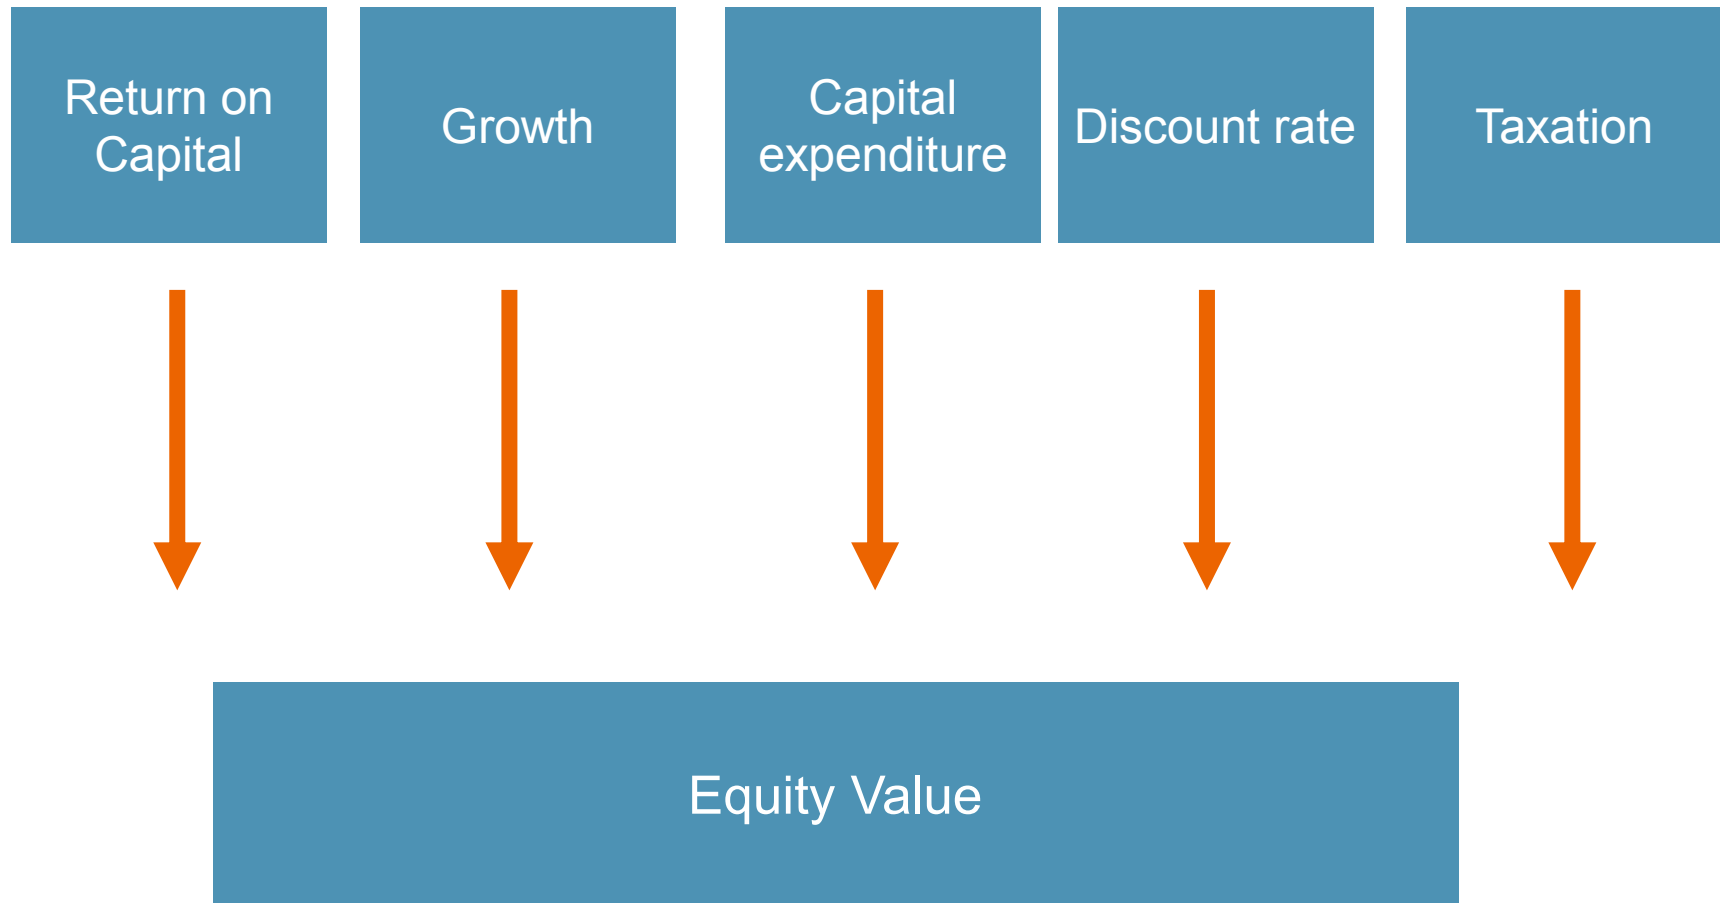 Return on
Capital
Growth
Capital
expenditure
Discount rate
Taxation
Equity Value